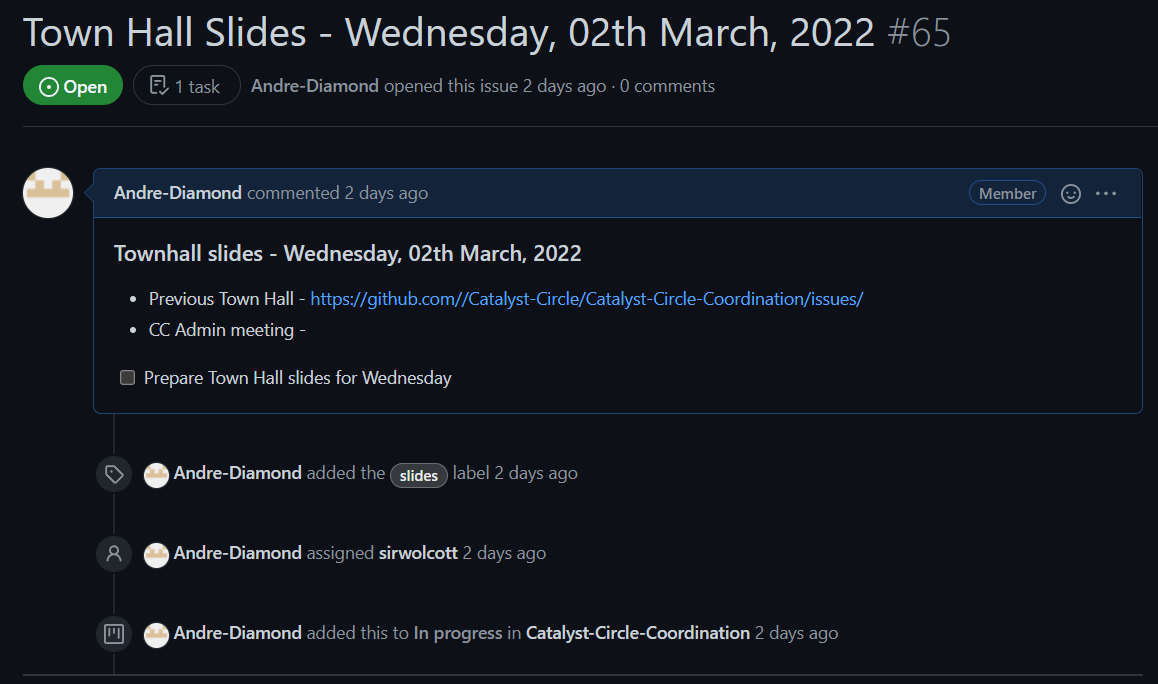 Town Hall Slides - Wednesday, 02th March, 2022 #65
Open 1 task Andre-Diamond opened this issue 2 days ago · 0 comments
Andre-Diamond commented 2 days ago Member
Townhall slides - Wednesday, 02th March, 2022
• Previous Town Hall - https://github.com//Catalyst-Circle/Catalyst-Circle-Coordination/issues/
• CC Admin meeting -
Prepare Town Hall slides for Wednesday
Andre-Diamond added the slides label 2 days ago
Andre-Diamond assigned sirwolcott 2 days ago
Andre-Diamond added this to In progress in Catalyst-Circle-Coordination 2 days ago